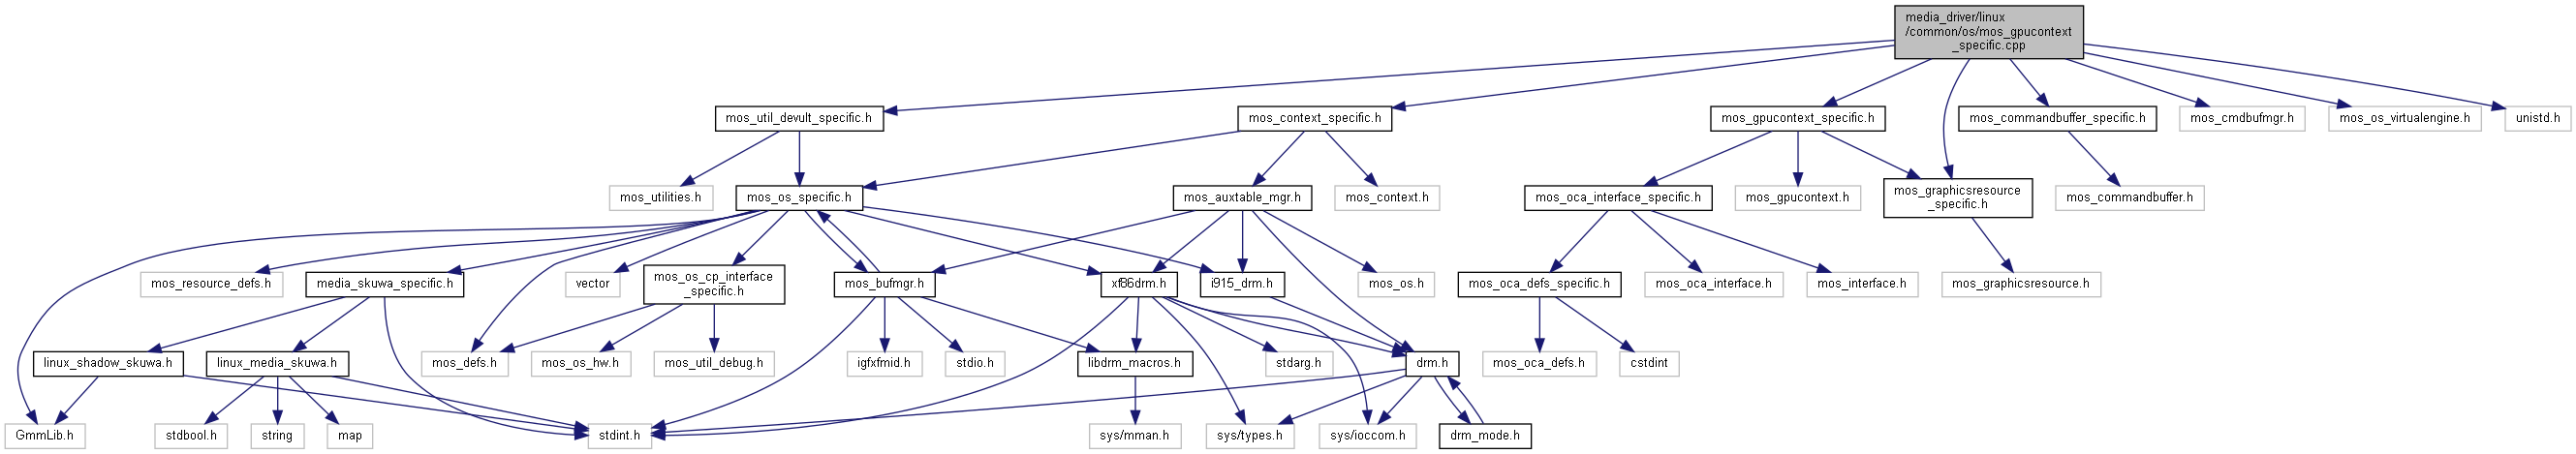 media_driver/linux
/common/os/mos_gpucontext
_specific.cpp
mos_util_devult_specific.h
mos_context_specific.h
mos_gpucontext_specific.h
mos_commandbuffer_specific.h
mos_cmdbufmgr.h
mos_os_virtualengine.h
unistd.h
mos_utilities.h
mos_os_specific.h
mos_auxtable_mgr.h
mos_context.h
mos_oca_interface_specific.h
mos_gpucontext.h
mos_graphicsresource
_specific.h
mos_commandbuffer.h
mos_resource_defs.h
media_skuwa_specific.h
vector
mos_os_cp_interface
_specific.h
mos_bufmgr.h
xf86drm.h
i915_drm.h
mos_os.h
mos_oca_defs_specific.h
mos_oca_interface.h
mos_interface.h
mos_graphicsresource.h
linux_shadow_skuwa.h
linux_media_skuwa.h
mos_defs.h
mos_os_hw.h
mos_util_debug.h
igfxfmid.h
stdio.h
libdrm_macros.h
stdarg.h
drm.h
mos_oca_defs.h
cstdint
GmmLib.h
stdbool.h
string
map
stdint.h
sys/mman.h
sys/types.h
sys/ioccom.h
drm_mode.h